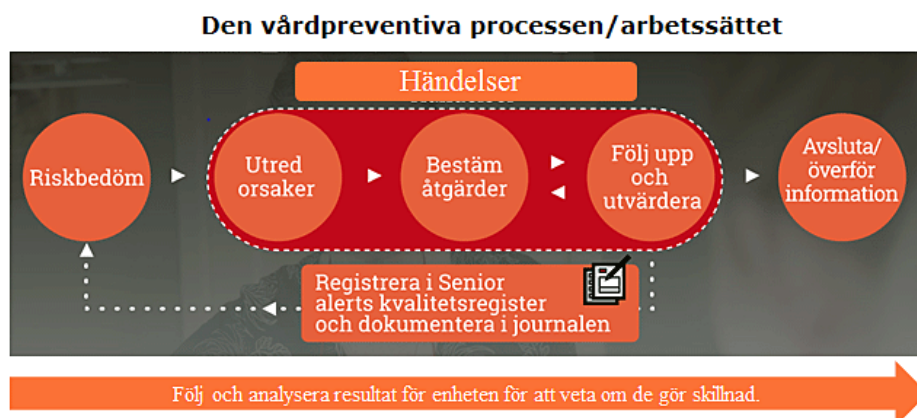 Den vårdpreventiva processen/arbetssättet
Händelser
Riskbedöm
Utred
orsaker
Bestäm
åtgärder
Följ upp
och
utvärdera
Avsluta/
överför
information
Registrera i Senior
alerts kvalitetsregister
och dokumentera i journalen
Följ och analysera resultat för enheten för att veta om de gör skillnad.